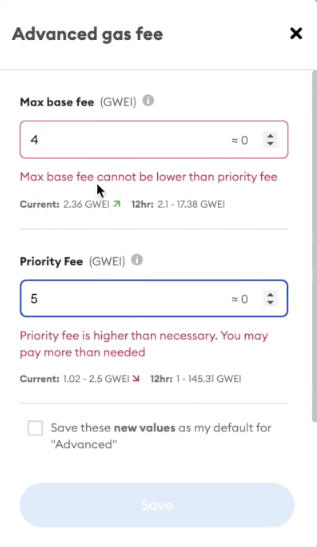 Advanced gas fee
Max base fee (GWEI)
4 ≈ 0
Max base fee cannot be lower than priority fee
Current: 2.36 GWEI ↗ 12hr: 2.1 - 17.38 GWEI
Priority Fee (GWEI)
5 ≈ 0
Priority fee is higher than necessary. You may
pay more than needed
Current: 1.02 - 2.5 GWEI ↘ 12hr: 1 - 145.31 GWEI
Save these new values as my default for
"Advanced"
Save